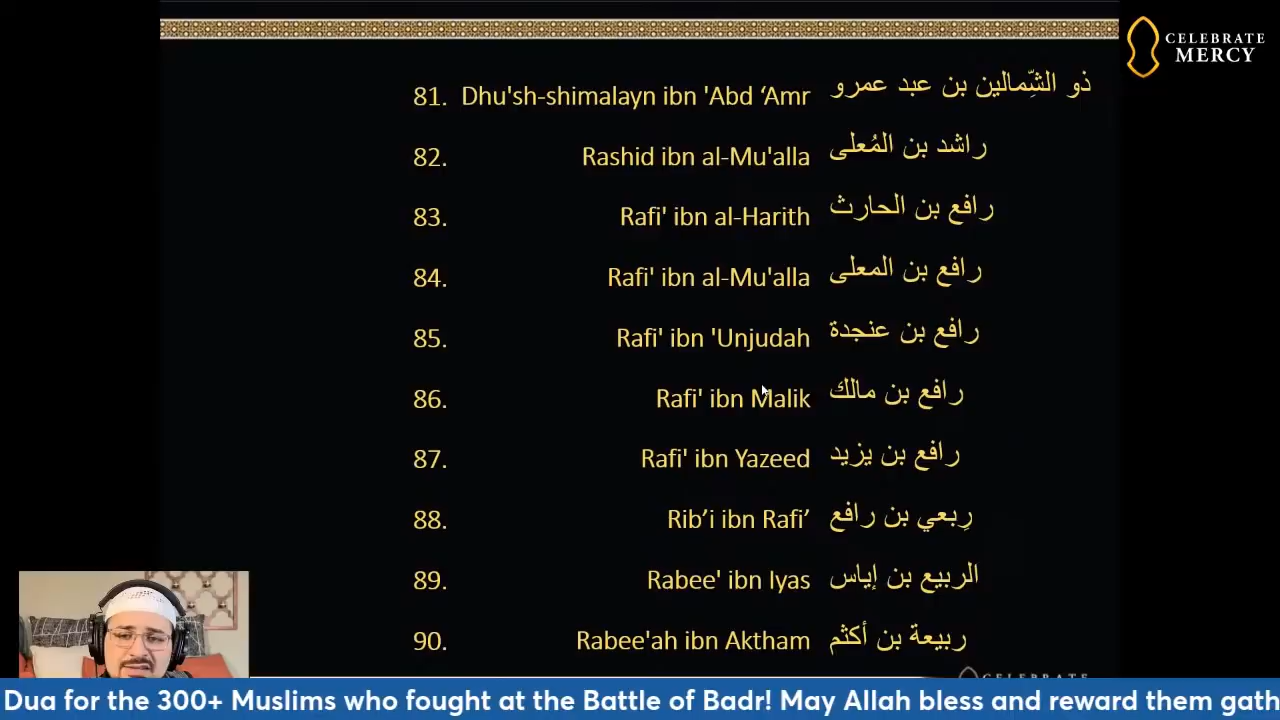 CELEBRATE
MERCY
81. Dhu'sh-shimalayn ibn 'Abd ‘Amr ذو الشِّمالين بن عبد عمرو
82. Rashid ibn al-Mu'alla راشد بن المُعلى
83. Rafi' ibn al-Harith رافع بن الحارث
84. Rafi' ibn al-Mu'alla رافع بن المعلى
85. Rafi' ibn 'Unjudah رافع بن عنجدة
86. Rafi' ibn Malik رافع بن مالك
87. Rafi' ibn Yazeed رافع بن يزيد
88. Rib’i ibn Rafi’ رِبعي بن رافع
89. Rabee' ibn Iyas الربيع بن إياس
90. Rabee'ah ibn Aktham ربيعة بن أكثم
CELEBRATE
Dua for the 300+ Muslims who fought at the Battle of Badr! May Allah bless and reward them gath